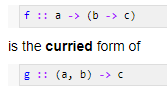 f :: a -> (b -> c)
is the curried form of
g :: (a, b) -> c